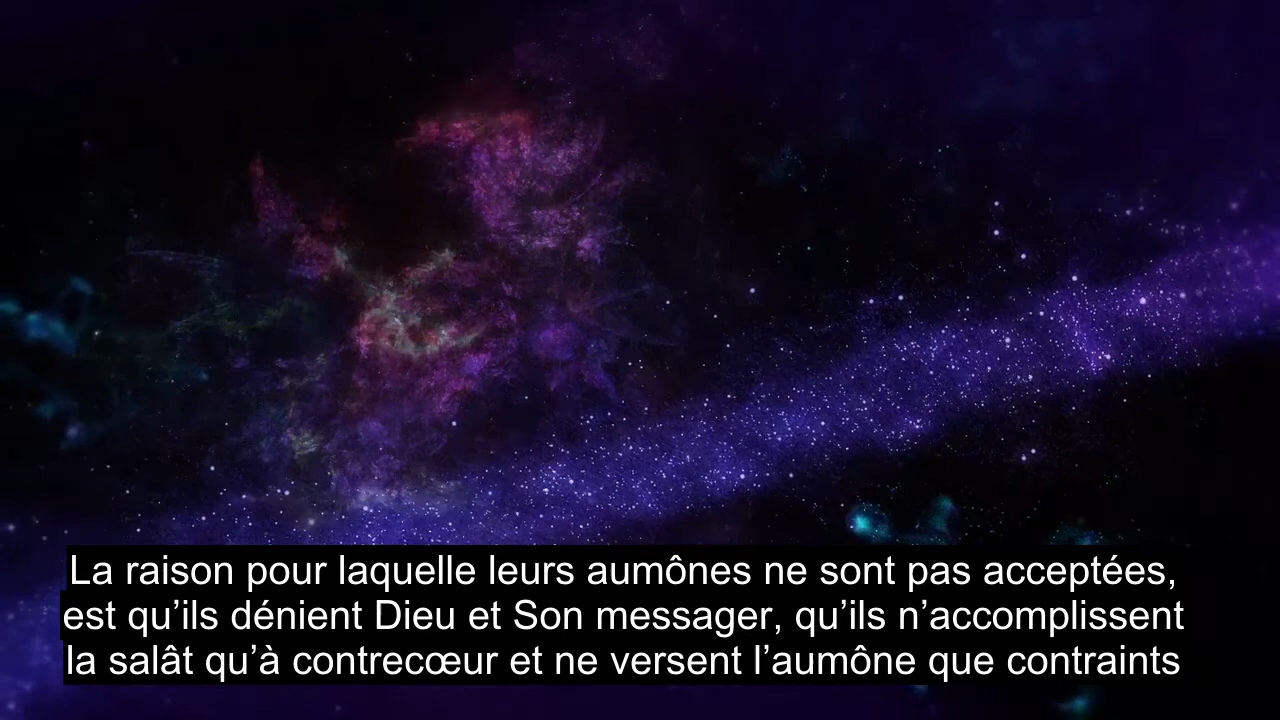 La raison pour laquelle leurs aumônes ne sont pas acceptées,
est qu’ils dénient Dieu et Son messager, qu’ils n’accomplissent
la salât qu’à contrecœur et ne versent l’aumône que contraints